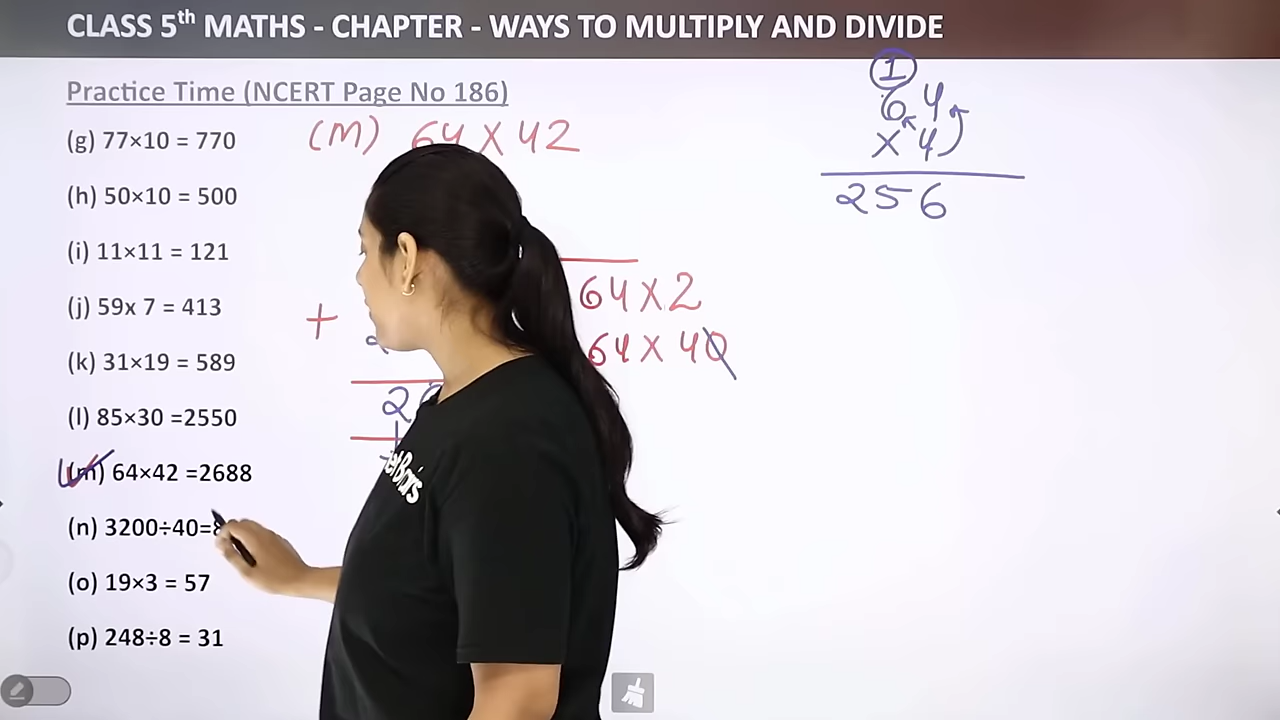 CLASS 5th MATHS - CHAPTER - WAYS TO MULTIPLY AND DIVIDE
Practice Time (NCERT Page No 186)
(g) 77×10 = 770
(h) 50×10 = 500
(i) 11×11 = 121
(j) 59x 7 = 413
(k) 31×19 = 589
(l) 85×30 =2550
(m) 64×42 =2688
(n) 3200÷40=8
(o) 19×3 = 57
(p) 248÷8 = 31
(M) 64 X 42
64 X 2
+
64 X 40
2
1
64
X 4
256